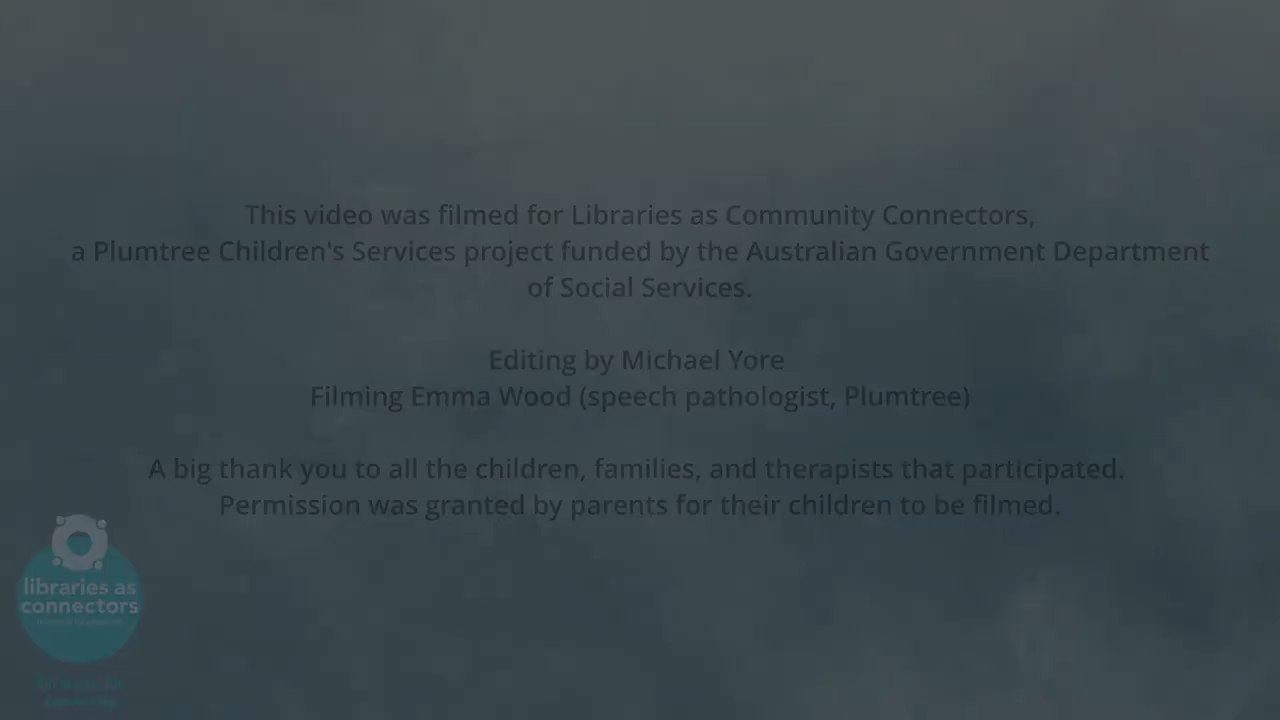 This video was filmed for Libraries as Community Connectors,
a Plumtree Children's Services project funded by the Australian Government Department
of Social Services.
Editing by Michael Yore
Filming Emma Wood (speech pathologist, Plumtree)
A big thank you to all the children, families, and therapists that participated.
Permission was granted by parents for their children to be filmed.
libraries as
connectors